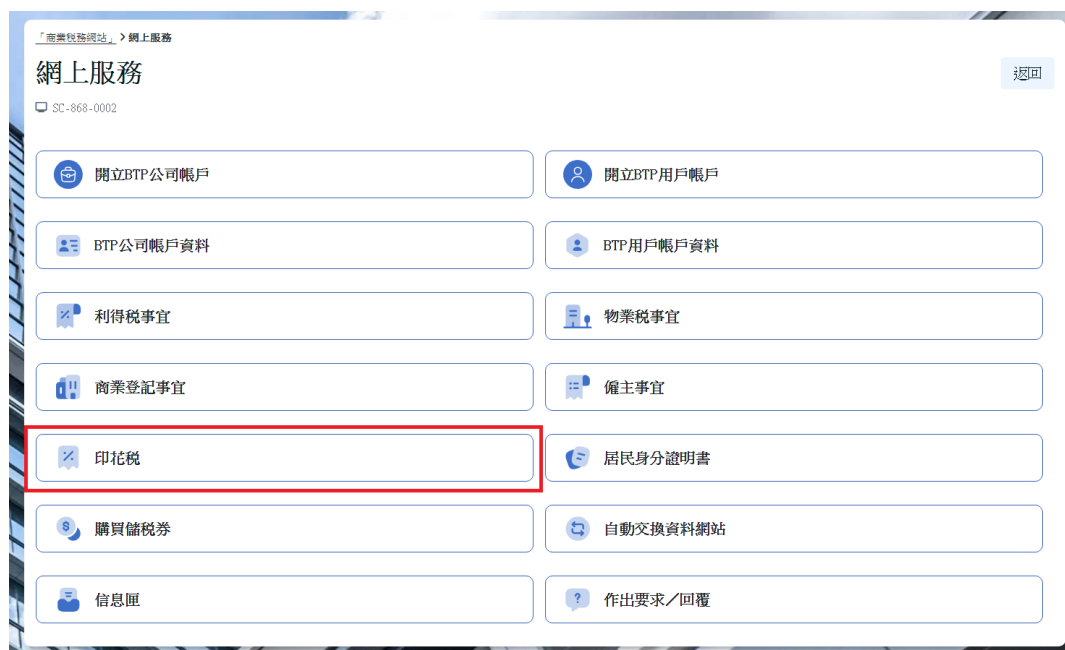 「商業税務網站」 > 網上服務
網上服務
返回
SC-868-0002
開立BTP公司帳戶
開立BTP用戶帳戶
BTP公司帳戶資料
BTP用戶帳戶資料
利得税事宜
物業税事宜
商業登記事宜
僱主事宜
印花税
居民身分證明書
$
購買儲税券
自動交換資料網站
信息匣
?
作出要求／回覆